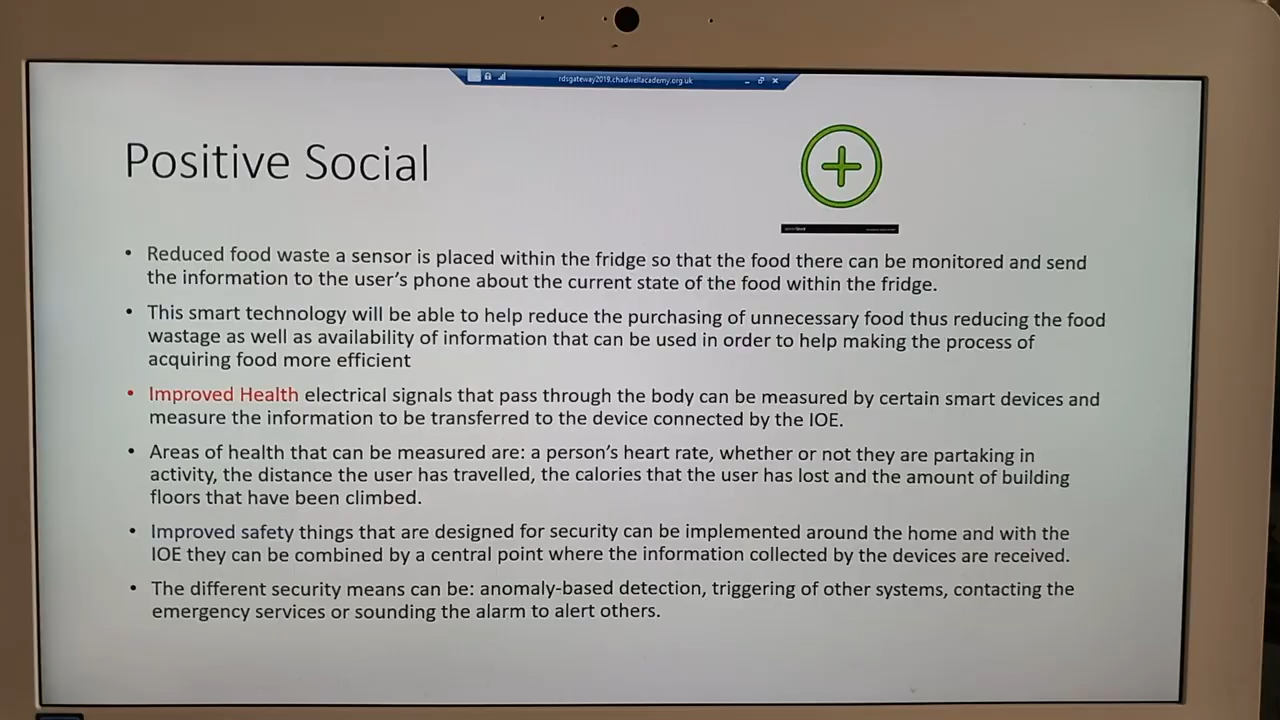 rdsgateway2019.chadwellacademy.org.uk
Positive Social
• Reduced food waste a sensor is placed within the fridge so that the food there can be monitored and send
the information to the user's phone about the current state of the food within the fridge.
• This smart technology will be able to help reduce the purchasing of unnecessary food thus reducing the food
wastage as well as availability of information that can be used in order to help making the process of
acquiring food more efficient
• Improved Health electrical signals that pass through the body can be measured by certain smart devices and
measure the information to be transferred to the device connected by the IOE.
• Areas of health that can be measured are: a person's heart rate, whether or not they are partaking in
activity, the distance the user has travelled, the calories that the user has lost and the amount of building
floors that have been climbed.
• Improved safety things that are designed for security can be implemented around the home and with the
IOE they can be combined by a central point where the information collected by the devices are received.
• The different security means can be: anomaly-based detection, triggering of other systems, contacting the
emergency services or sounding the alarm to alert others.